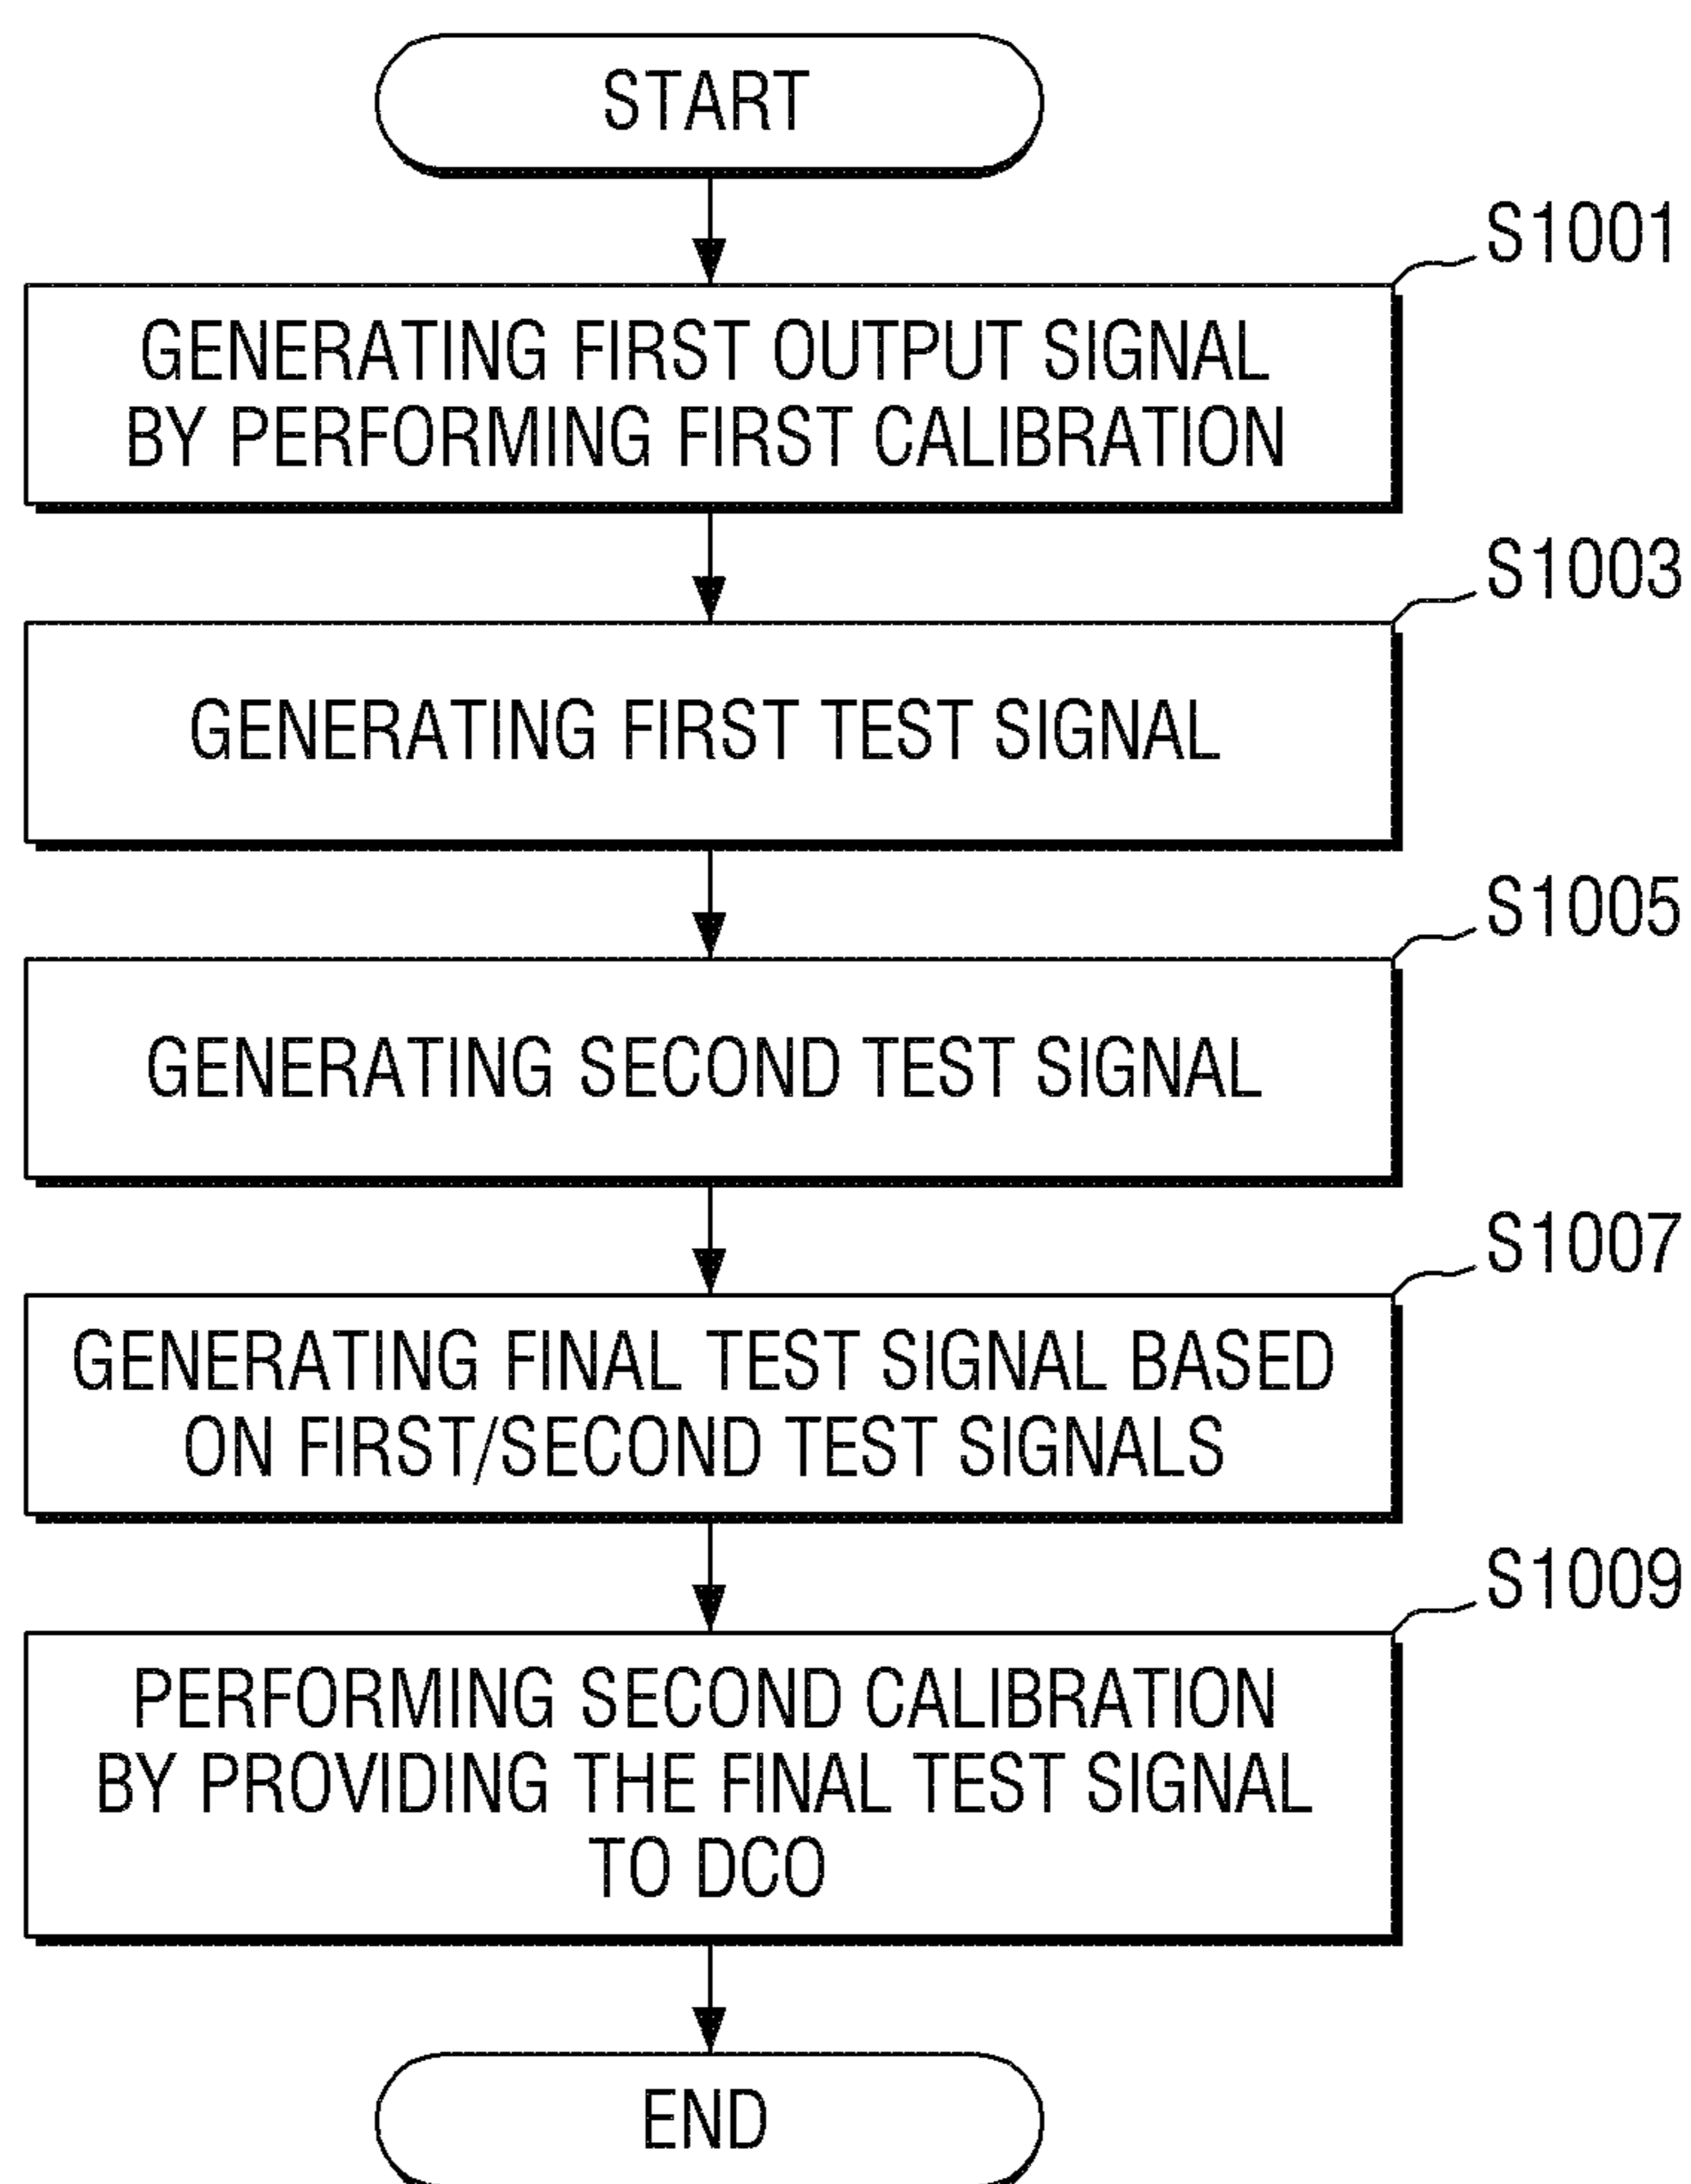 START
S1001
GENERATING FIRST OUTPUT SIGNAL
BY PERFORMING FIRST CALIBRATION
S1003
GENERATING FIRST TEST SIGNAL
S1005
GENERATING SECOND TEST SIGNAL
S1007
GENERATING FINAL TEST SIGNAL BASED
ON FIRST/SECOND TEST SIGNALS
S1009
PERFORMING SECOND CALIBRATION
BY PROVIDING THE FINAL TEST SIGNAL
TO DCO
END